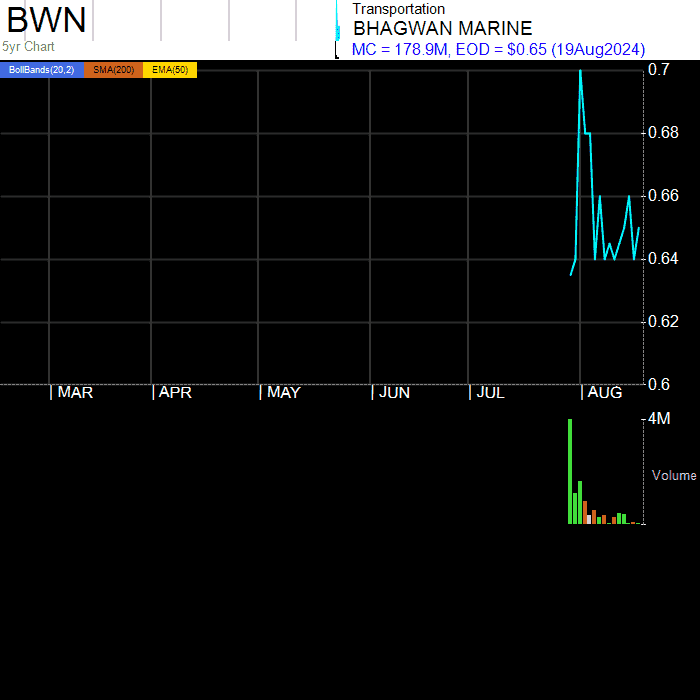 BWN
5yr Chart
Transportation
BHAGWAN MARINE
MC = 178.9M, EOD = $0.65 (19Aug2024)
BollBands(20,2) SMA(200) EMA(50)
0.7
0.68
0.66
0.64
0.62
0.6
MAR APR MAY JUN JUL AUG
4M
Volume